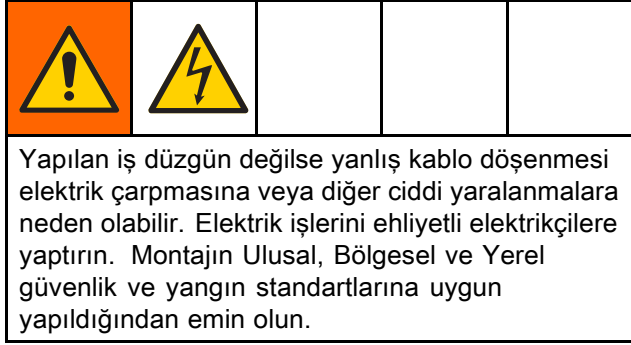 Yapılan iş düzgün değilse yanlış kablo döşenmesi
elektrik çarpmasına veya diğer ciddi yaralanmalara
neden olabilir. Elektrik işlerini ehliyetli elektrikçilere
yaptırın. Montajın Ulusal, Bölgesel ve Yerel
güvenlik ve yangın standartlarına uygun
yapıldığından emin olun.